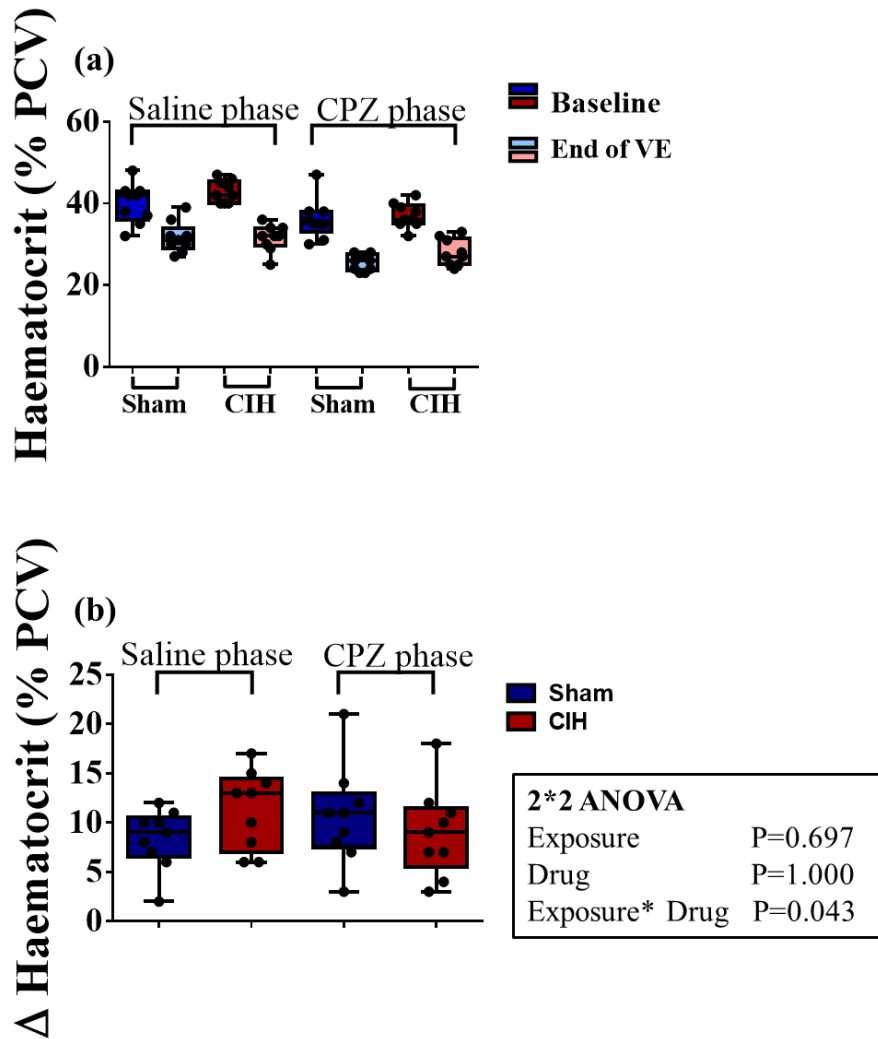 (a)
Saline phase
CPZ phase
Baseline
End of VE
Haematocrit (% PCV)
60
40
20
0
Sham
CIH
Sham
CIH
(b)
Saline phase
CPZ phase
Sham
CIH
Δ Haematocrit (% PCV)
25
20
15
10
5
0
2*2 ANOVA
Exposure P=0.697
Drug P=1.000
Exposure* Drug P=0.043